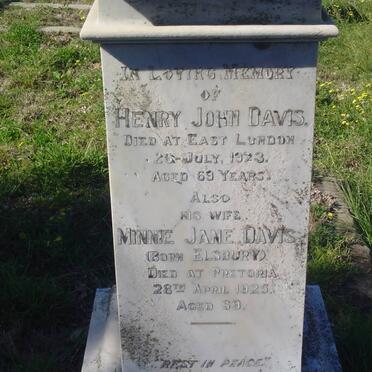 In Loving Memory
of
Henry John Davis.
Died at East London
26 July, 1923.
Aged 69 Years.
Also
his wife
Minnie Jane Davis
(Born Elsbury)
Died at Pretoria
28th April 1925.
Aged
"Rest in Peace"